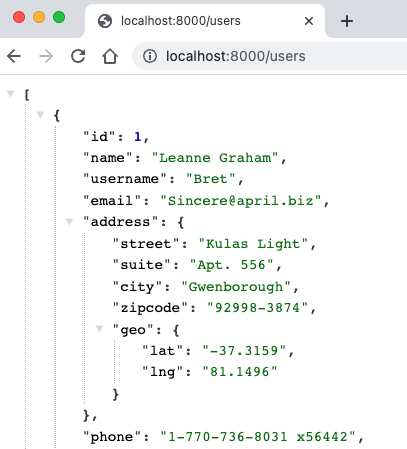 localhost:8000/users
localhost:8000/users
[
{
"id": 1,
"name": "Leanne Graham",
"username": "Bret",
"email": "Sincere@april.biz",
"address": {
"street": "Kulas Light",
"suite": "Apt. 556",
"city": "Gwenborough",
"zipcode": "92998-3874",
"geo": {
"lat": "-37.3159",
"lng": "81.1496"
}
},
"phone": "1-770-736-8031 x56442",